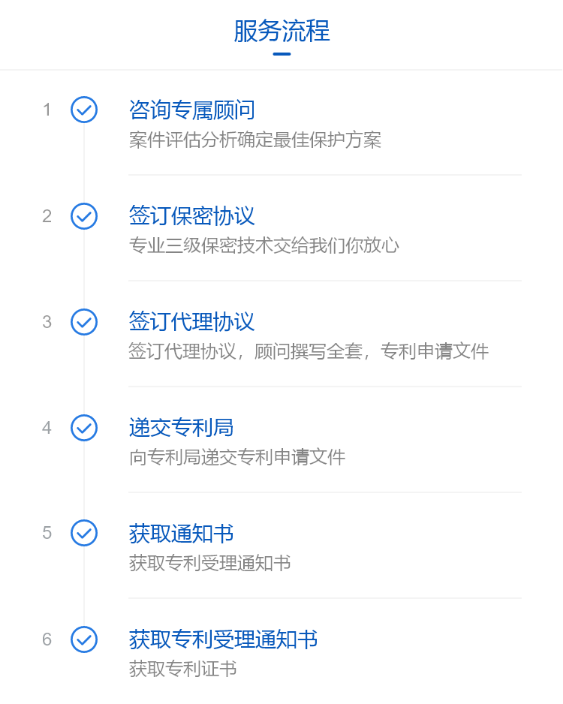 服务流程
1
咨询专属顾问
案件评估分析确定最佳保护方案
2
签订保密协议
专业三级保密技术交给我们你放心
3
签订代理协议
签订代理协议，顾问撰写全套，专利申请文件
4
递交专利局
向专利局递交专利申请文件
5
获取通知书
获取专利受理通知书
6
获取专利受理通知书
获取专利证书